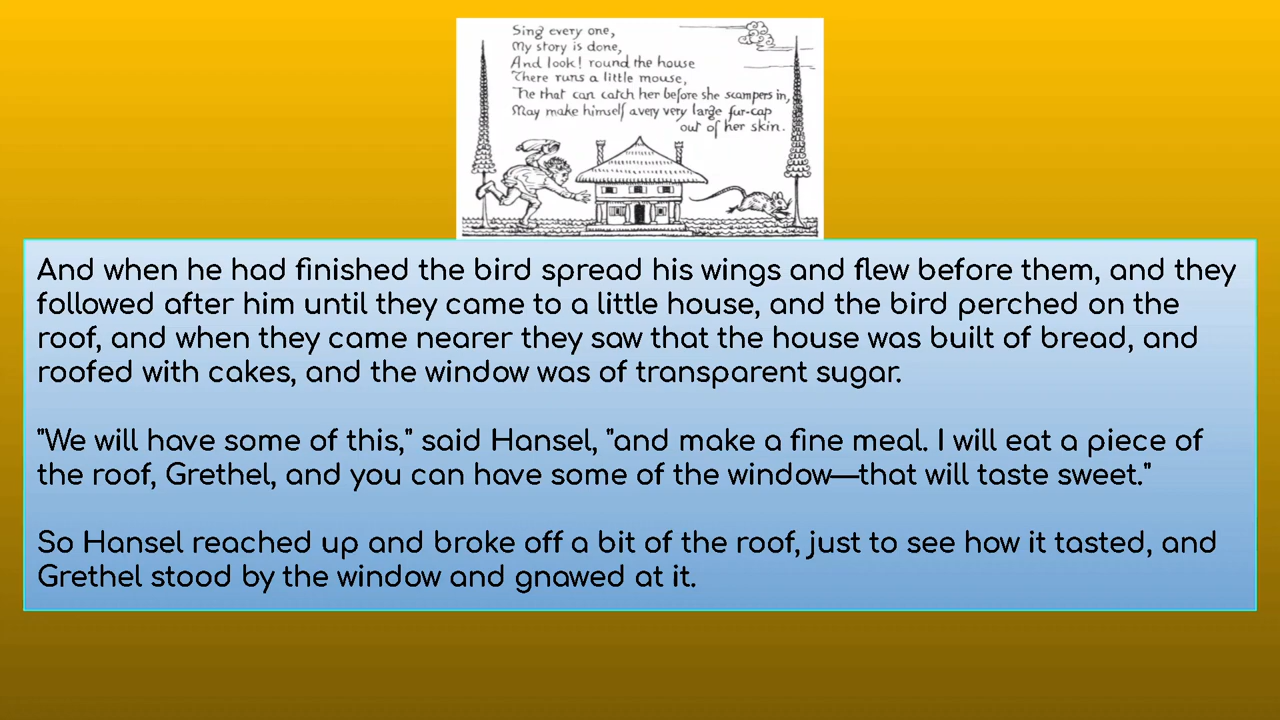 Sing every one,
My story is done,
And look! round the house
There runs a little mouse,
He that can catch her before she scampers in,
May make himself a very very large fur-cap
out of her skin.
And when he had finished the bird spread his wings and flew before them, and they
followed after him until they came to a little house, and the bird perched on the
roof, and when they came nearer they saw that the house was built of bread, and
roofed with cakes, and the window was of transparent sugar.
"We will have some of this," said Hansel, "and make a fine meal. I will eat a piece of
the roof, Grethel, and you can have some of the window—that will taste sweet."
So Hansel reached up and broke off a bit of the roof, just to see how it tasted, and
Grethel stood by the window and gnawed at it.